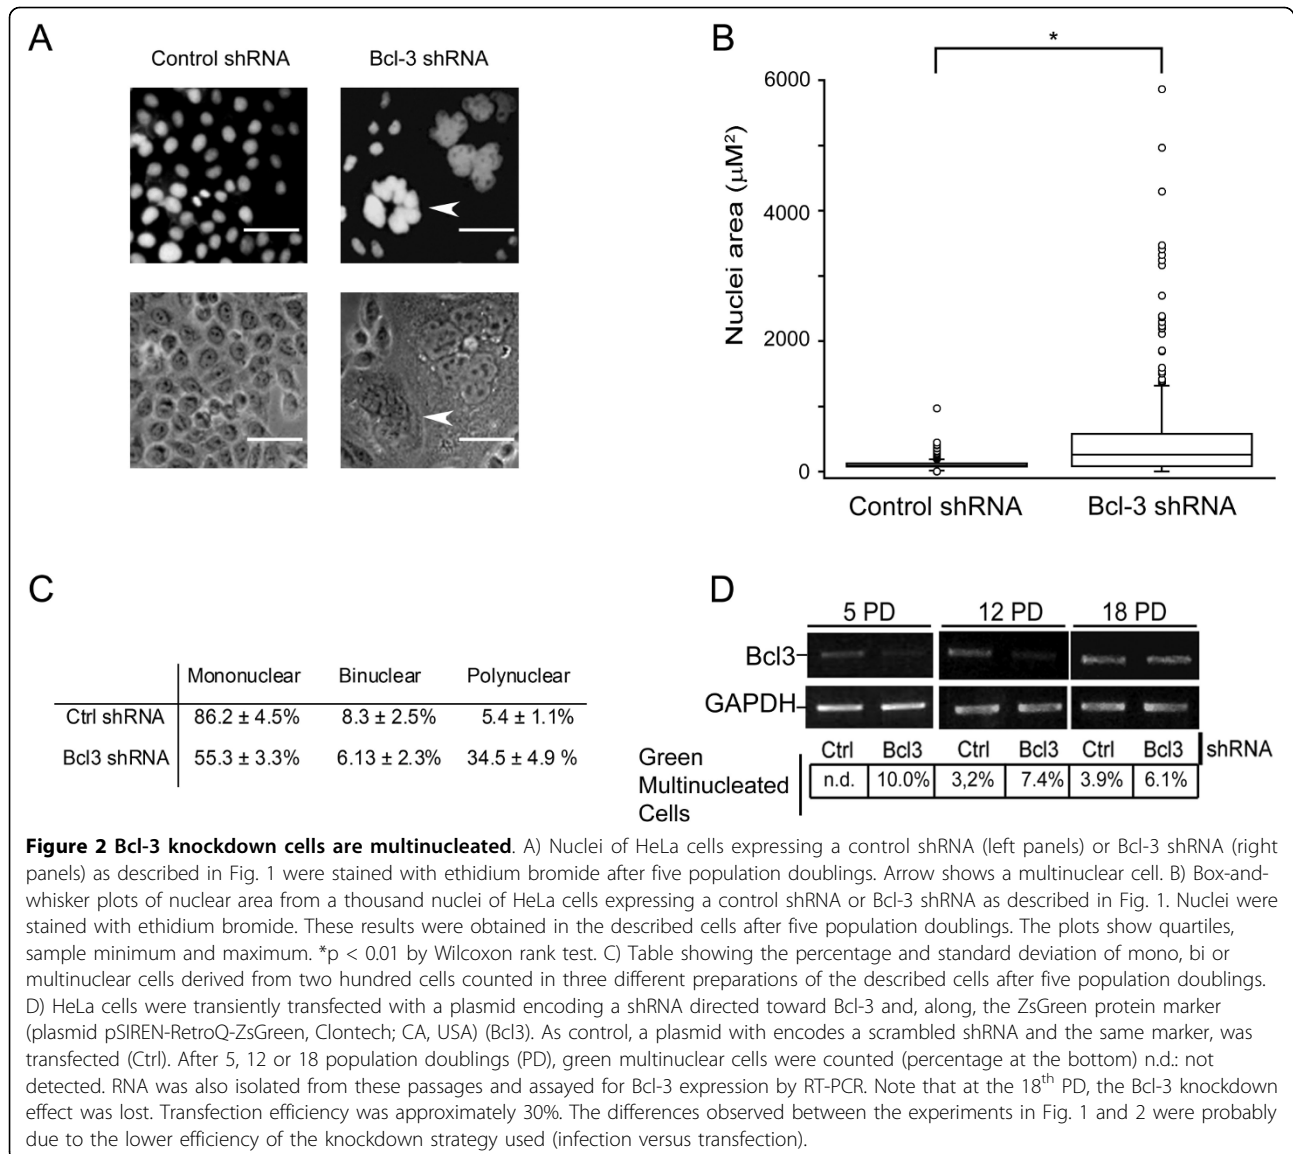 A
Control shRNA
Bcl-3 shRNA
B
*
6000
4000
2000
0
Nuclei area (µM²)
Control shRNA
Bcl-3 shRNA
C
Mononuclear Binuclear Polynuclear
Ctrl shRNA 86.2 ± 4.5% 8.3 ± 2.5% 5.4 ± 1.1%
Bcl3 shRNA 55.3 ± 3.3% 6.13 ± 2.3% 34.5 ± 4.9 %
D
5 PD 12 PD 18 PD
Bcl3
GAPDH
Ctrl Bcl3 Ctrl Bcl3 Ctrl Bcl3 shRNA
Green
Multinucleated
Cells
n.d. 10.0% 3,2% 7.4% 3.9% 6.1%
Figure 2 Bcl-3 knockdown cells are multinucleated. A) Nuclei of HeLa cells expressing a control shRNA (left panels) or Bcl-3 shRNA (right
panels) as described in Fig. 1 were stained with ethidium bromide after five population doublings. Arrow shows a multinuclear cell. B) Box-and-
whisker plots of nuclear area from a thousand nuclei of HeLa cells expressing a control shRNA or Bcl-3 shRNA as described in Fig. 1. Nuclei were
stained with ethidium bromide. These results were obtained in the described cells after five population doublings. The plots show quartiles,
sample minimum and maximum. *p < 0.01 by Wilcoxon rank test. C) Table showing the percentage and standard deviation of mono, bi or
multinuclear cells derived from two hundred cells counted in three different preparations of the described cells after five population doublings.
D) HeLa cells were transiently transfected with a plasmid encoding a shRNA directed toward Bcl-3 and, along, the ZsGreen protein marker
(plasmid pSIREN-RetroQ-ZsGreen, Clontech; CA, USA) (Bcl3). As control, a plasmid with encodes a scrambled shRNA and the same marker, was
transfected (Ctrl). After 5, 12 or 18 population doublings (PD), green multinuclear cells were counted (percentage at the bottom) n.d.: not
detected. RNA was also isolated from these passages and assayed for Bcl-3 expression by RT-PCR. Note that at the 18th PD, the Bcl-3 knockdown
effect was lost. Transfection efficiency was approximately 30%. The differences observed between the experiments in Fig. 1 and 2 were probably
due to the lower efficiency of the knockdown strategy used (infection versus transfection).